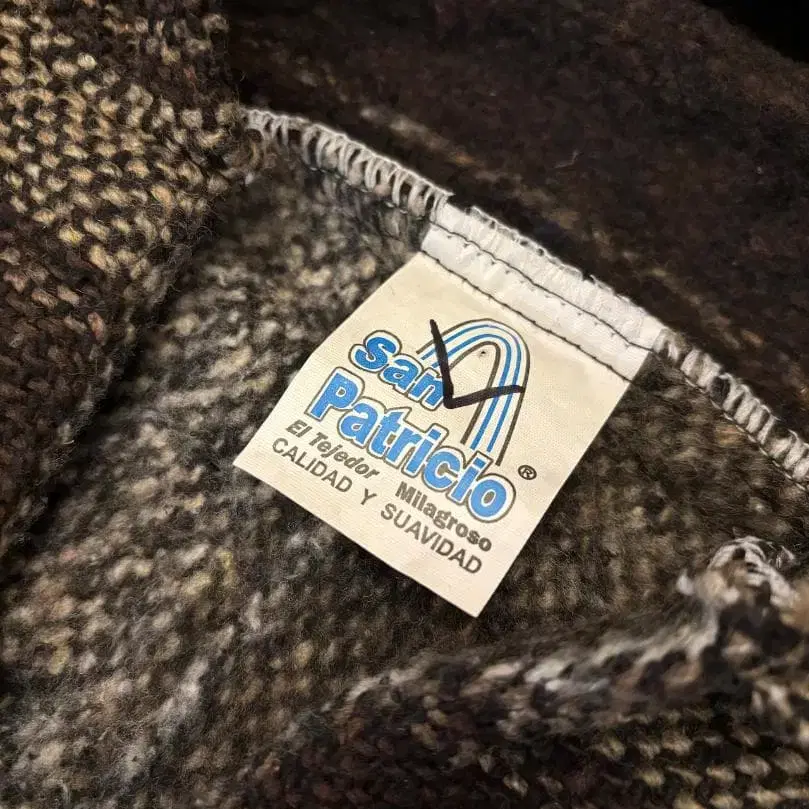 San
Patricio®
El Tejedor Milagroso
CALIDAD Y SUAVIDAD